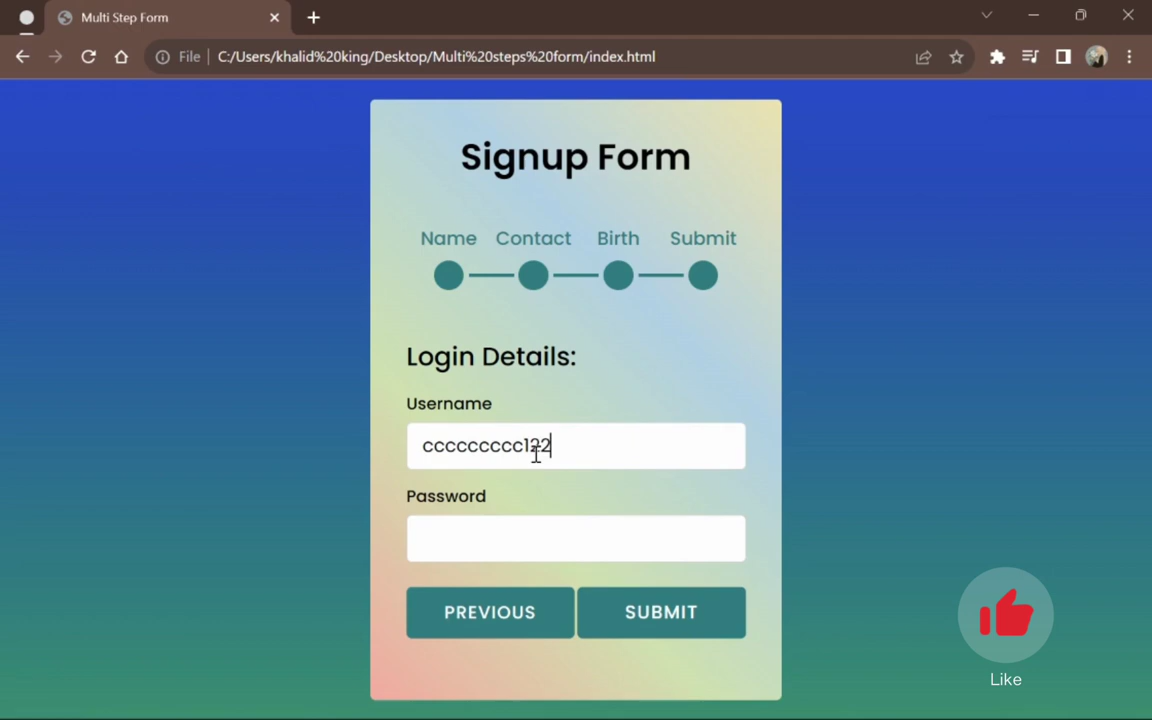 Multi Step Form
File
C:/Users/khalid%20king/Desktop/Multi%20steps%20form/index.html
Signup Form
Name Contact Birth Submit
Login Details:
Username
ccccccccc122
Password
PREVIOUS SUBMIT
Like